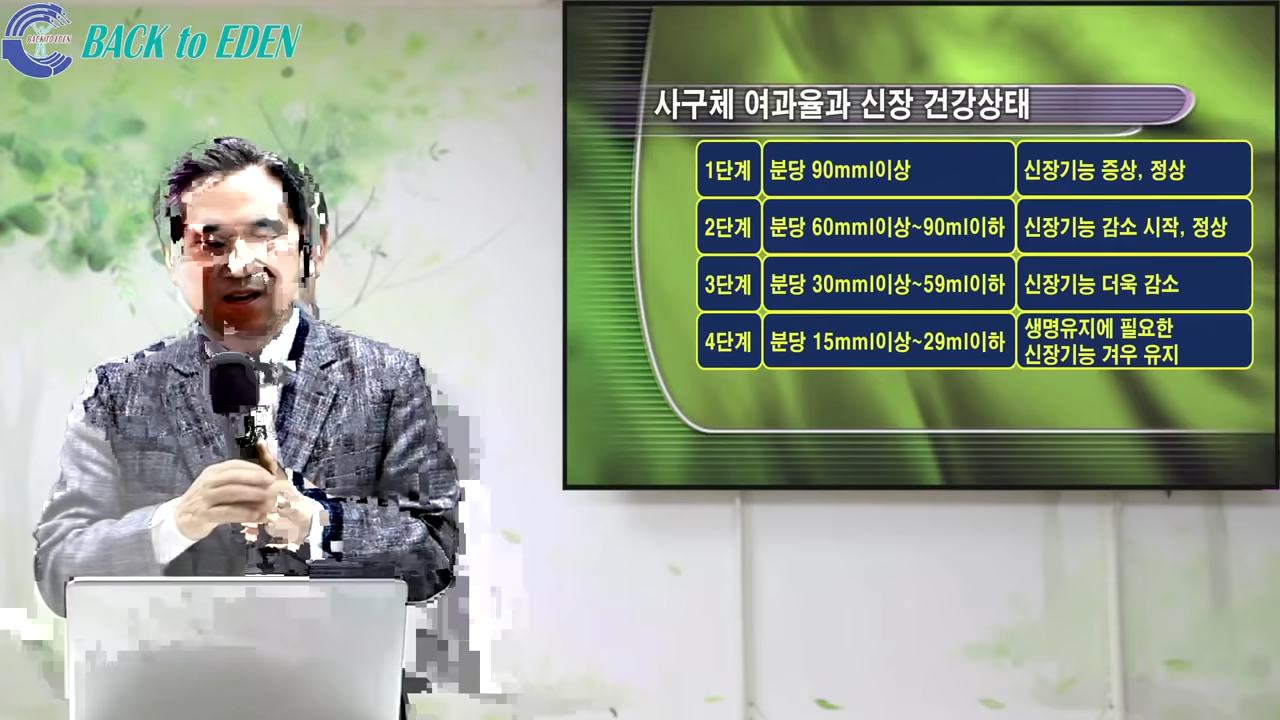 BACK to EDEN
BACK TO EDEN
사구체 여과율과 신장 건강상태
1단계 분당 90mml이상 신장기능 증상, 정상
2단계 분당 60mml이상~90ml이하 신장기능 감소 시작, 정상
3단계 분당 30mml이상~59ml이하 신장기능 더욱 감소
4단계 분당 15mml이상~29ml이하 생명유지에 필요한
신장기능 겨우 유지